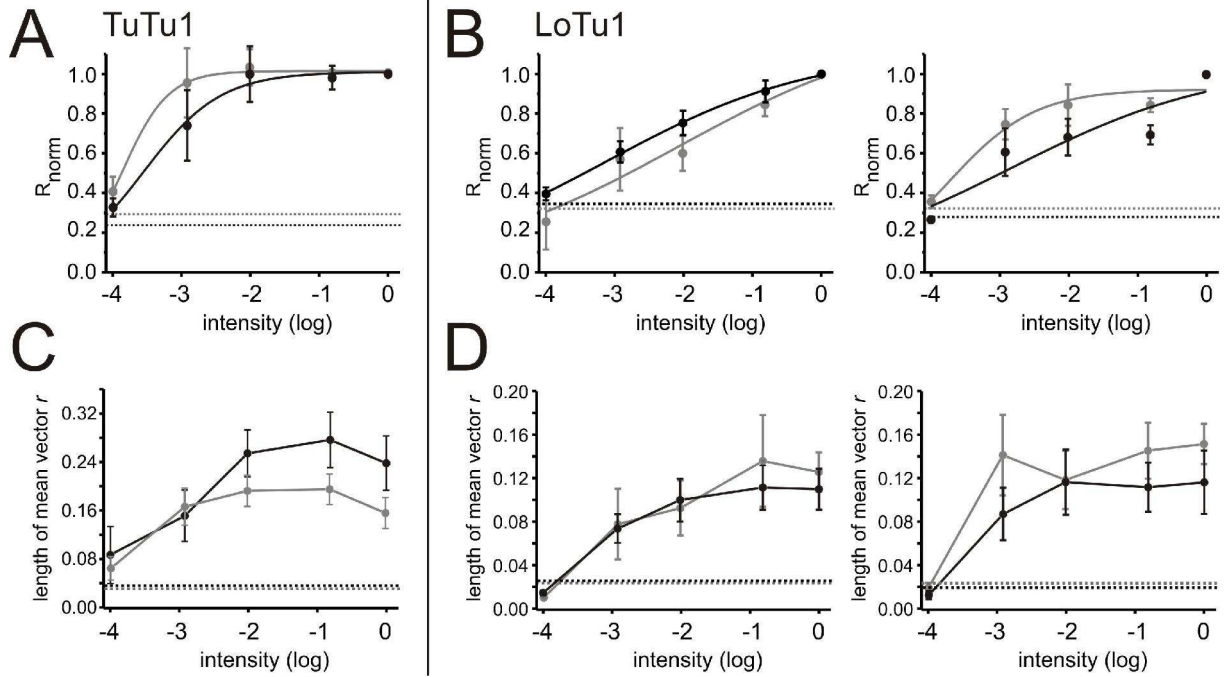 A
TuTu1
R_norm
1.0
0.8
0.6
0.4
0.2
0.0
-4 -3 -2 -1 0
intensity (log)
B
LoTu1
R_norm
1.0
0.8
0.6
0.4
0.2
0.0
-4 -3 -2 -1 0
intensity (log)
R_norm
1.0
0.8
0.6
0.4
0.2
0.0
-4 -3 -2 -1 0
intensity (log)
C
length of mean vector r
0.32
0.24
0.16
0.08
0.00
-4 -3 -2 -1 0
intensity (log)
D
length of mean vector r
0.20
0.16
0.12
0.08
0.04
0.00
-4 -3 -2 -1 0
intensity (log)
length of mean vector r
0.20
0.16
0.12
0.08
0.04
0.00
-4 -3 -2 -1 0
intensity (log)